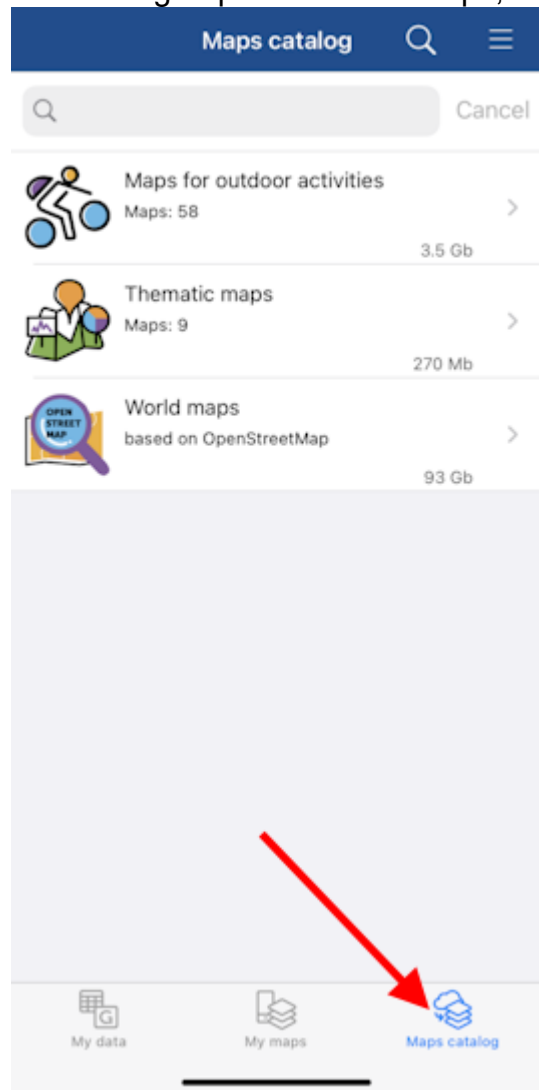 Maps catalog
Cancel
Maps for outdoor activities
Maps: 58
3.5 Gb
Thematic maps
Maps: 9
270 Mb
OPEN
STREET
MAP
World maps
based on OpenStreetMap
93 Gb
G
My data
My maps
Maps catalog